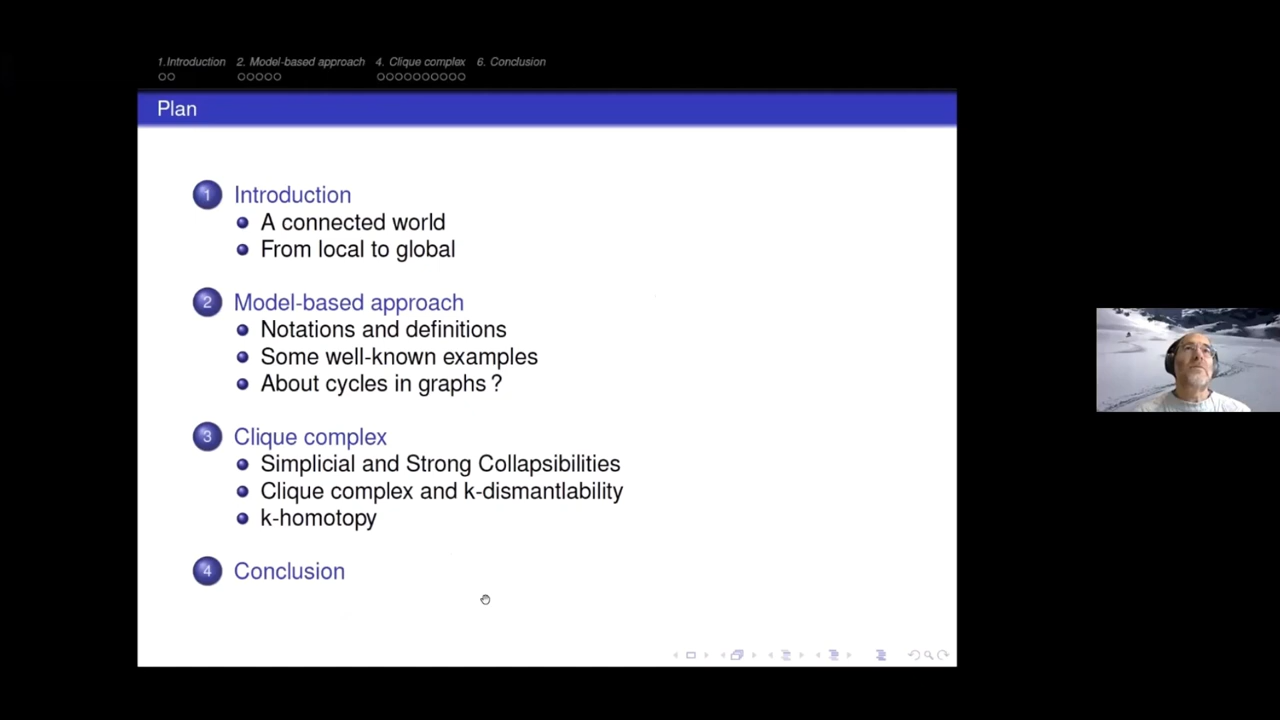 1.Introduction 2. Model-based approach 4. Clique complex 6. Conclusion
Plan
1 Introduction
A connected world
From local to global
2 Model-based approach
Notations and definitions
Some well-known examples
About cycles in graphs ?
3 Clique complex
Simplicial and Strong Collapsibilities
Clique complex and k-dismantlability
k-homotopy
4 Conclusion